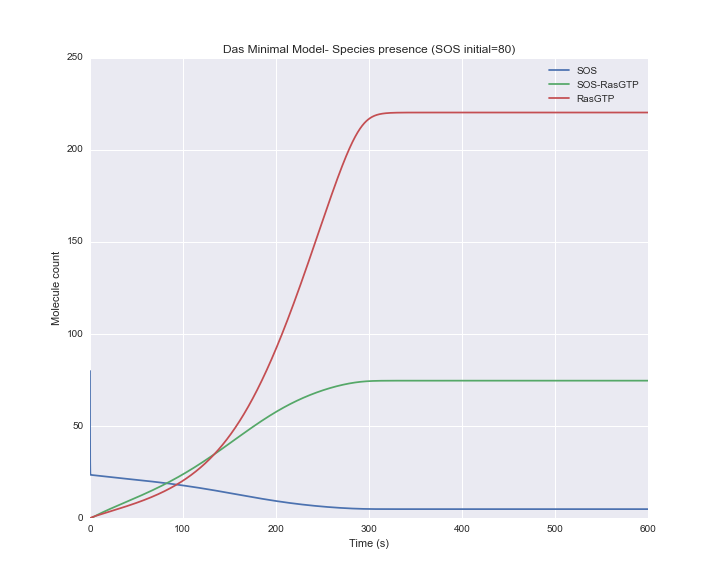 Das Minimal Model- Species presence (SOS initial=80)
250
200
150
100
50
0
Molecule count
SOS
SOS-RasGTP
RasGTP
0 100 200 300 400 500 600
Time (s)